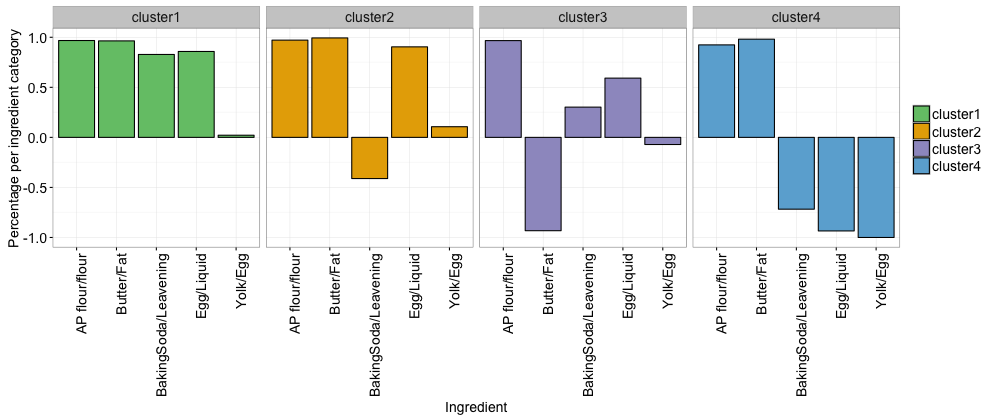 cluster1 cluster2 cluster3 cluster4
Percentage per ingredient category
1.0
0.5
0.0
-0.5
-1.0
AP flour/flour
Butter/Fat
BakingSoda/Leavening
Egg/Liquid
Yolk/Egg
AP flour/flour
Butter/Fat
BakingSoda/Leavening
Egg/Liquid
Yolk/Egg
AP flour/flour
Butter/Fat
BakingSoda/Leavening
Egg/Liquid
Yolk/Egg
AP flour/flour
Butter/Fat
BakingSoda/Leavening
Egg/Liquid
Yolk/Egg
Ingredient
cluster1
cluster2
cluster3
cluster4